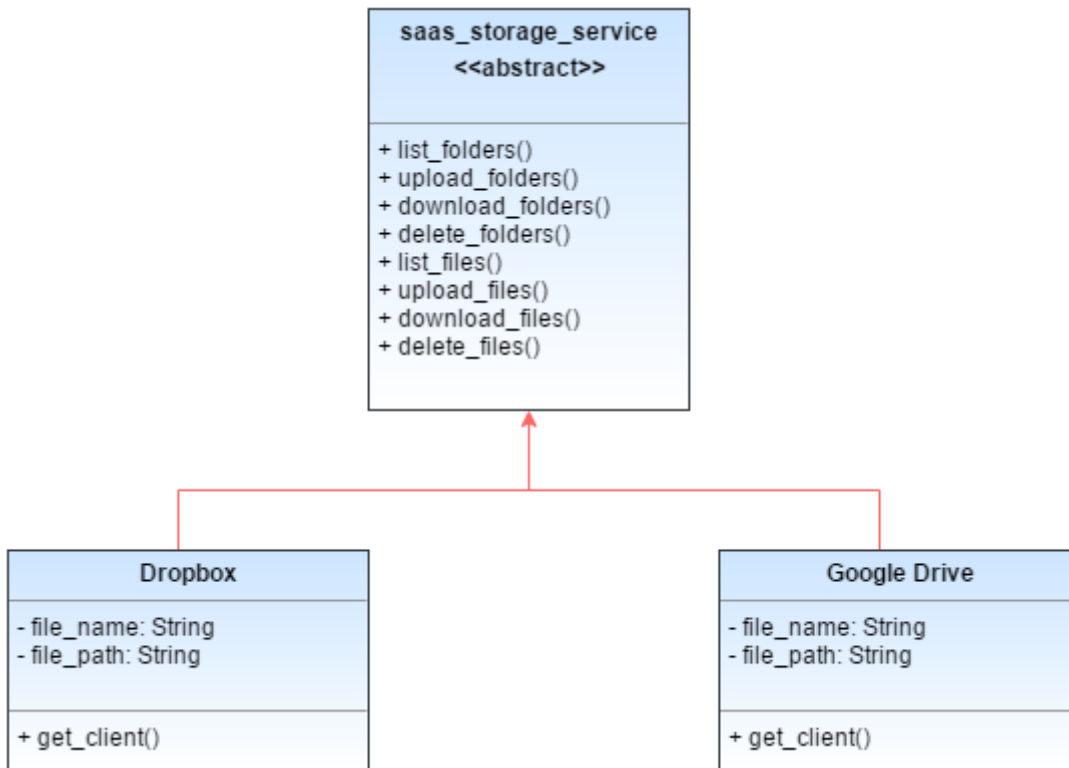 saas_storage_service
<<abstract>>
+ list_folders()
+ upload_folders()
+ download_folders()
+ delete_folders()
+ list_files()
+ upload_files()
+ download_files()
+ delete_files()
Dropbox
- file_name: String
- file_path: String
+ get_client()
Google Drive
- file_name: String
- file_path: String
+ get_client()